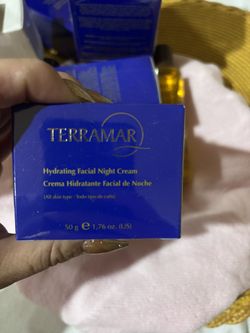 TERRAMAR
Hydrating Facial Night Cream
Crema Hidratante Facial de Noche
skin type - Todo tipo de cutis
50 g e 1,76 oz. (US)